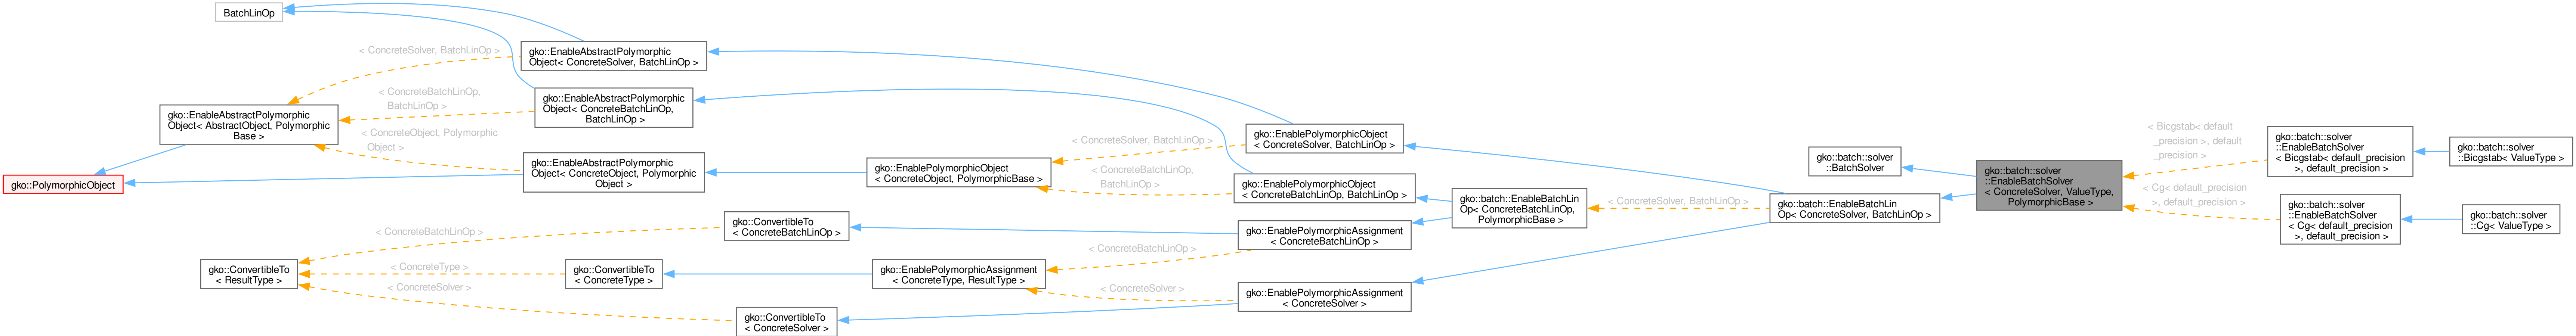 BatchLinOp
gko::EnableAbstractPolymorphic
Object< ConcreteSolver, BatchLinOp >
< ConcreteSolver, BatchLinOp >
gko::EnableAbstractPolymorphic
Object< ConcreteBatchLinOp,
BatchLinOp >
< ConcreteBatchLinOp,
BatchLinOp >
gko::EnableAbstractPolymorphic
Object< AbstractObject, Polymorphic
Base >
< ConcreteObject, Polymorphic
Object >
gko::PolymorphicObject
gko::EnableAbstractPolymorphic
Object< ConcreteObject, Polymorphic
Object >
gko::EnablePolymorphicObject
< ConcreteObject, PolymorphicBase >
< ConcreteSolver, BatchLinOp >
< ConcreteBatchLinOp,
BatchLinOp >
gko::EnablePolymorphicObject
< ConcreteSolver, BatchLinOp >
gko::EnablePolymorphicObject
< ConcreteBatchLinOp, BatchLinOp >
gko::batch::EnableBatchLin
Op< ConcreteBatchLinOp,
PolymorphicBase >
< ConcreteSolver, BatchLinOp >
gko::batch::EnableBatchLin
Op< ConcreteSolver, BatchLinOp >
gko::batch::solver
::BatchSolver
gko::batch::solver
::EnableBatchSolver
< ConcreteSolver, ValueType,
PolymorphicBase >
< Bicgstab< default
_precision >, default
_precision >
< Cg< default_precision
>, default_precision >
gko::batch::solver
::EnableBatchSolver
< Bicgstab< default_precision
>, default_precision >
gko::batch::solver
::Bicgstab< ValueType >
gko::batch::solver
::EnableBatchSolver
< Cg< default_precision
>, default_precision >
gko::batch::solver
::Cg< ValueType >
gko::ConvertibleTo
< ConcreteBatchLinOp >
< ConcreteBatchLinOp >
gko::EnablePolymorphicAssignment
< ConcreteBatchLinOp >
< ConcreteBatchLinOp >
gko::ConvertibleTo
< ResultType >
< ConcreteType >
gko::ConvertibleTo
< ConcreteType >
gko::EnablePolymorphicAssignment
< ConcreteType, ResultType >
< ConcreteSolver >
< ConcreteSolver >
gko::EnablePolymorphicAssignment
< ConcreteSolver >
gko::ConvertibleTo
< ConcreteSolver >